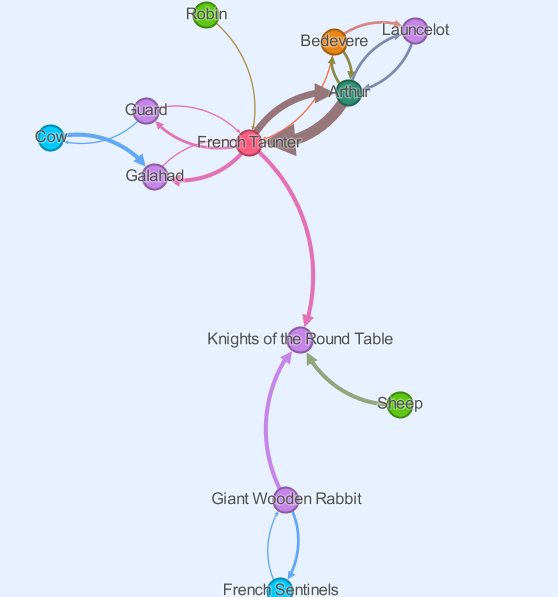 Robin
Bedevere
Launcelot
Arthur
Guard
Cow
French Taunter
Galahad
Knights of the Round Table
Sheep
Giant Wooden Rabbit
French Sentinels